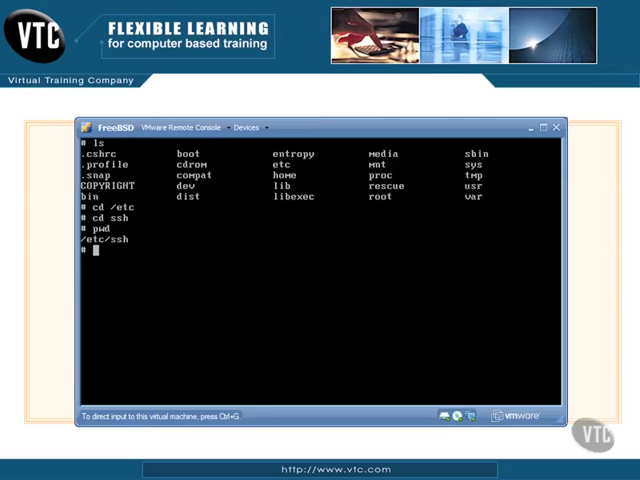 VTC
FLEXIBLE LEARNING
for computer based training
Virtual Training Company
FreeBSD VMware Remote Console Devices
# ls
.cshrc boot entropy media sbin
.profile cdrom etc mnt sys
.snap compat home proc tmp
COPYRIGHT dev lib rescue usr
bin dist libexec root var
# cd /etc
# cd ssh
# pwd
/etc/ssh
#
To direct input to this virtual machine, press Ctrl+G.
vmware
VTC
http://www.vtc.com